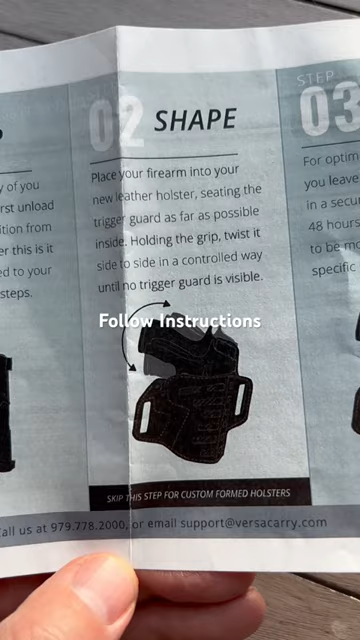 02 SHAPE
Place your firearm into your
new leather holster, seating the
trigger guard as far as possible
inside. Holding the grip, twist it
side to side in a controlled way
until no trigger guard is visible.
Follow Instructions
SKIP THIS STEP FOR CUSTOM FORMED HOLSTERS
y of you
rst unload
ition from
er this is it
ed to your
steps.
STEP
03
For optim
you leave
in a secur
48 hours
to be mo
specific
Call us at 979.778.2000, or email support@versacarry.com